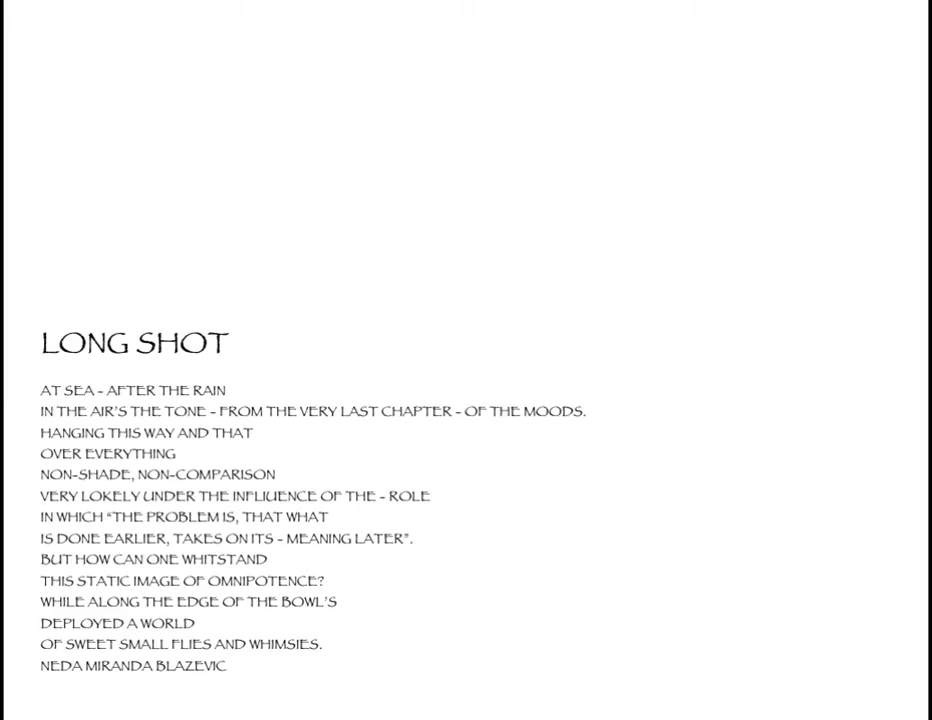 LONG SHOT
AT SEA – AFTER THE RAIN
IN THE AIR'S THE TONE – FROM THE VERY LAST CHAPTER – OF THE MOODS.
HANGING THIS WAY AND THAT
OVER EVERYTHING
NON-SHADE, NON-COMPARISON
VERY LOKELY UNDER THE INFLIUENCE OF THE – ROLE
IN WHICH “THE PROBLEM IS, THAT WHAT
IS DONE EARLIER, TAKES ON ITS – MEANING LATER”.
BUT HOW CAN ONE WHITSTAND
THIS STATIC IMAGE OF OMNIPOTENCE?
WHILE ALONG THE EDGE OF THE BOWL'S
DEPLOYED A WORLD
OF SWEET SMALL FLIES AND WHIMSIES.
NEDA MIRANDA BLAZEVIC